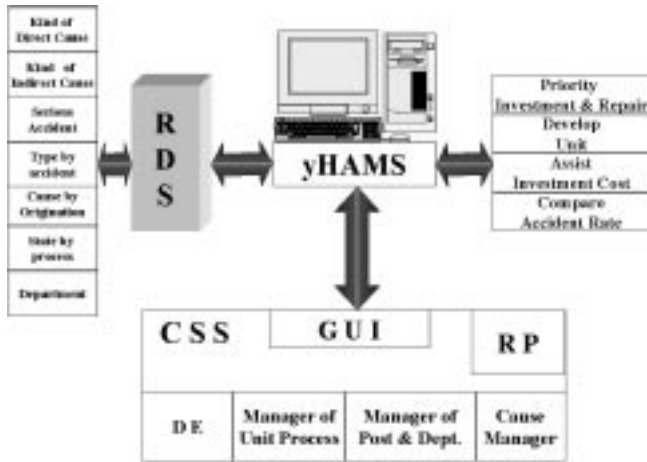 Kind of
Direct Cause
Kind of
Indirect Cause
Serious
Accident
Type by
accident
Cause by
Origination
State by
process
Department
R
D
S
yHAMS
Priority
Investment & Repair
Develop
Unit
Assist
Investment Cost
Compare
Accident Rate
CSS
GUI
RP
DE
Manager of
Unit Process
Manager of
Post & Dept.
Cause
Manager